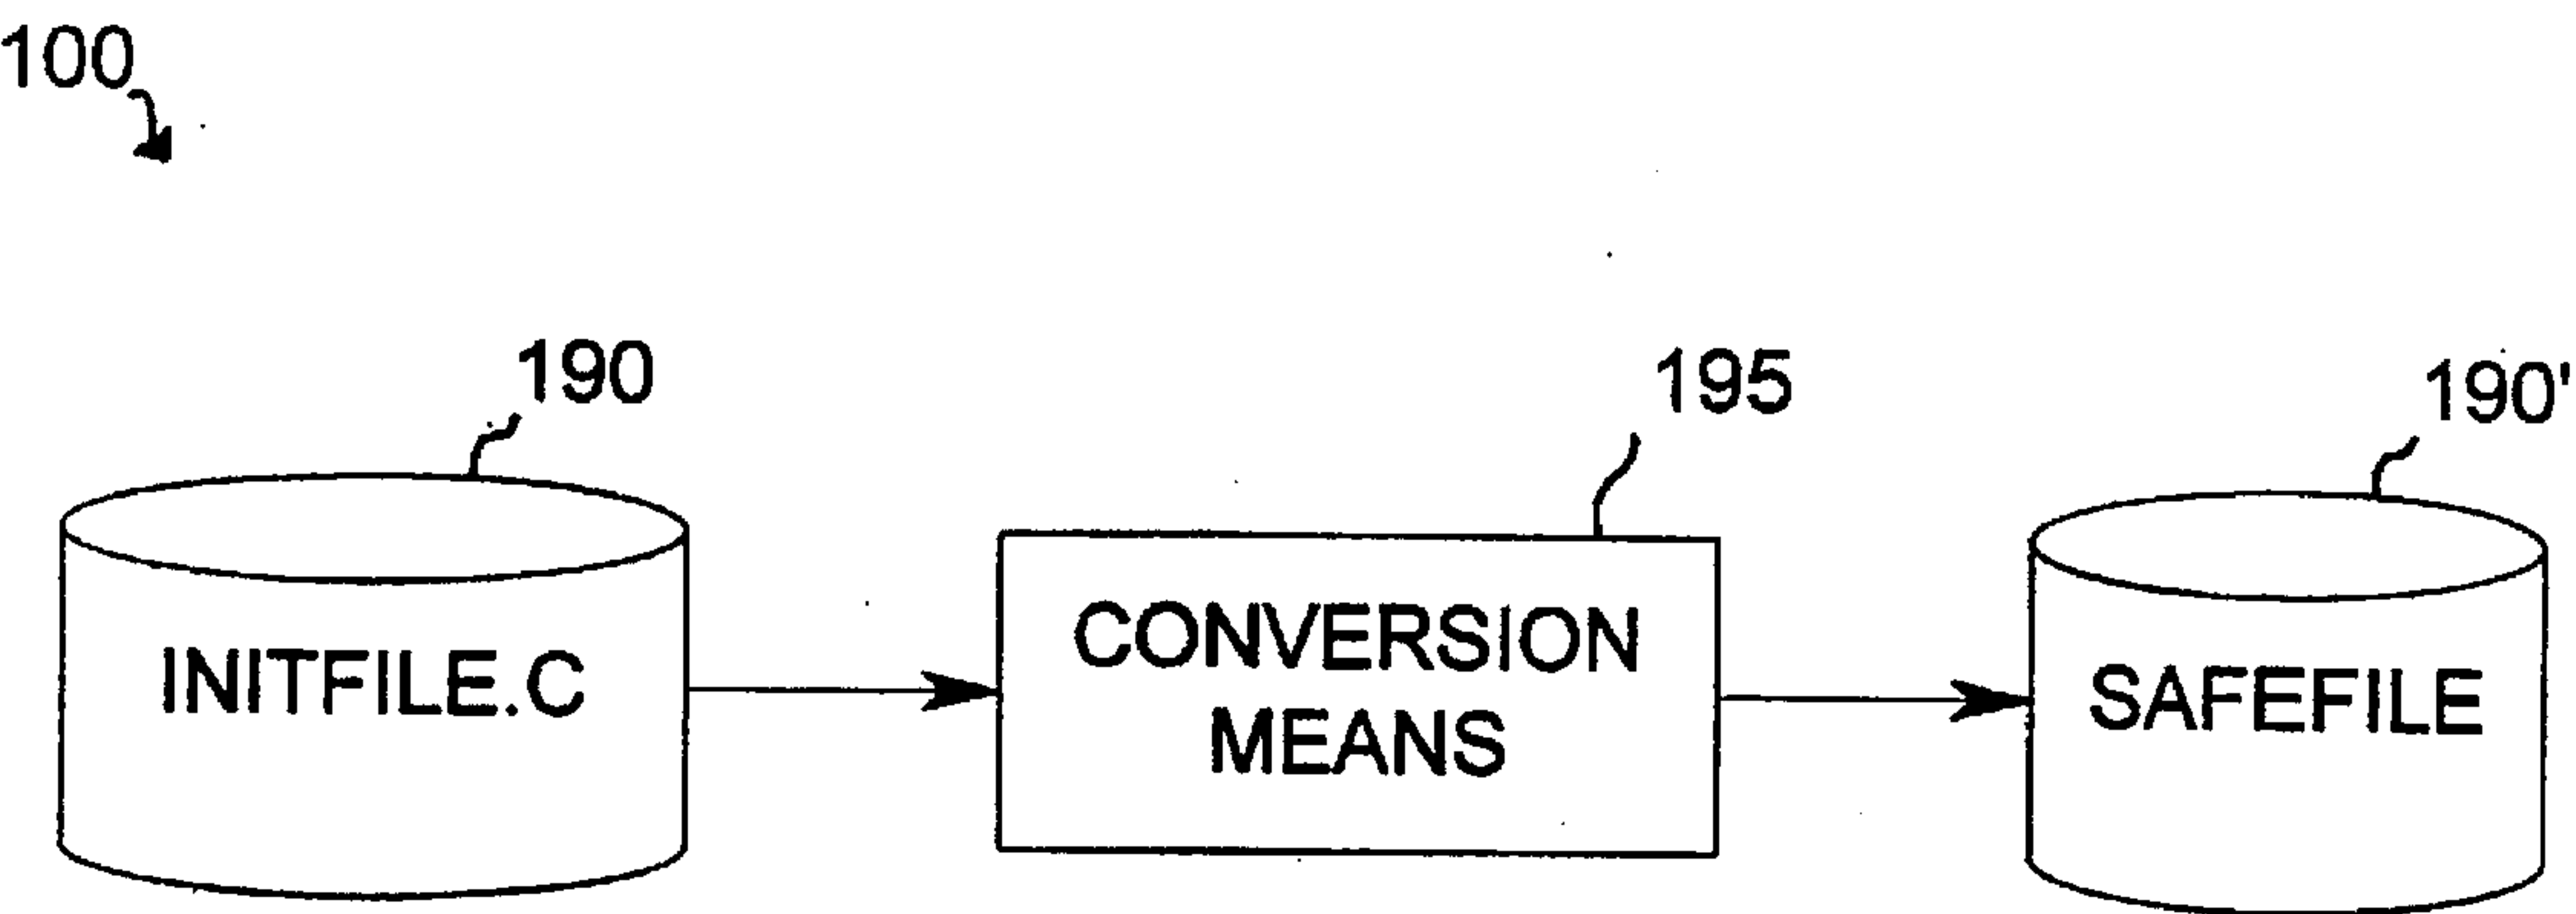 100
190
195
190'
INITFILE.C
CONVERSION
MEANS
SAFEFILE